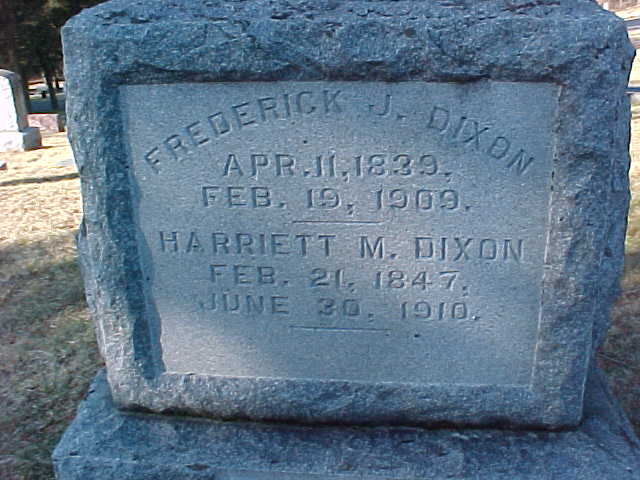 FREDERICK J. DIXON
APR. 11, 1839.
FEB. 19, 1909.
HARRIETT M. DIXON
FEB. 21, 1847.
JUNE 30, 1910.